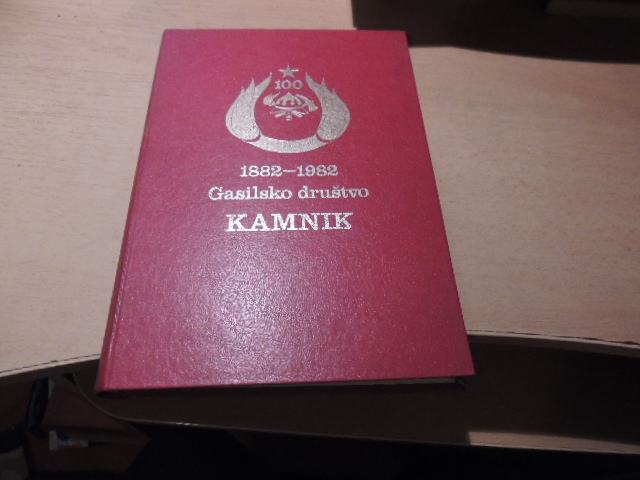 100
1882-1982
Gasilsko društvo
KAMNIK